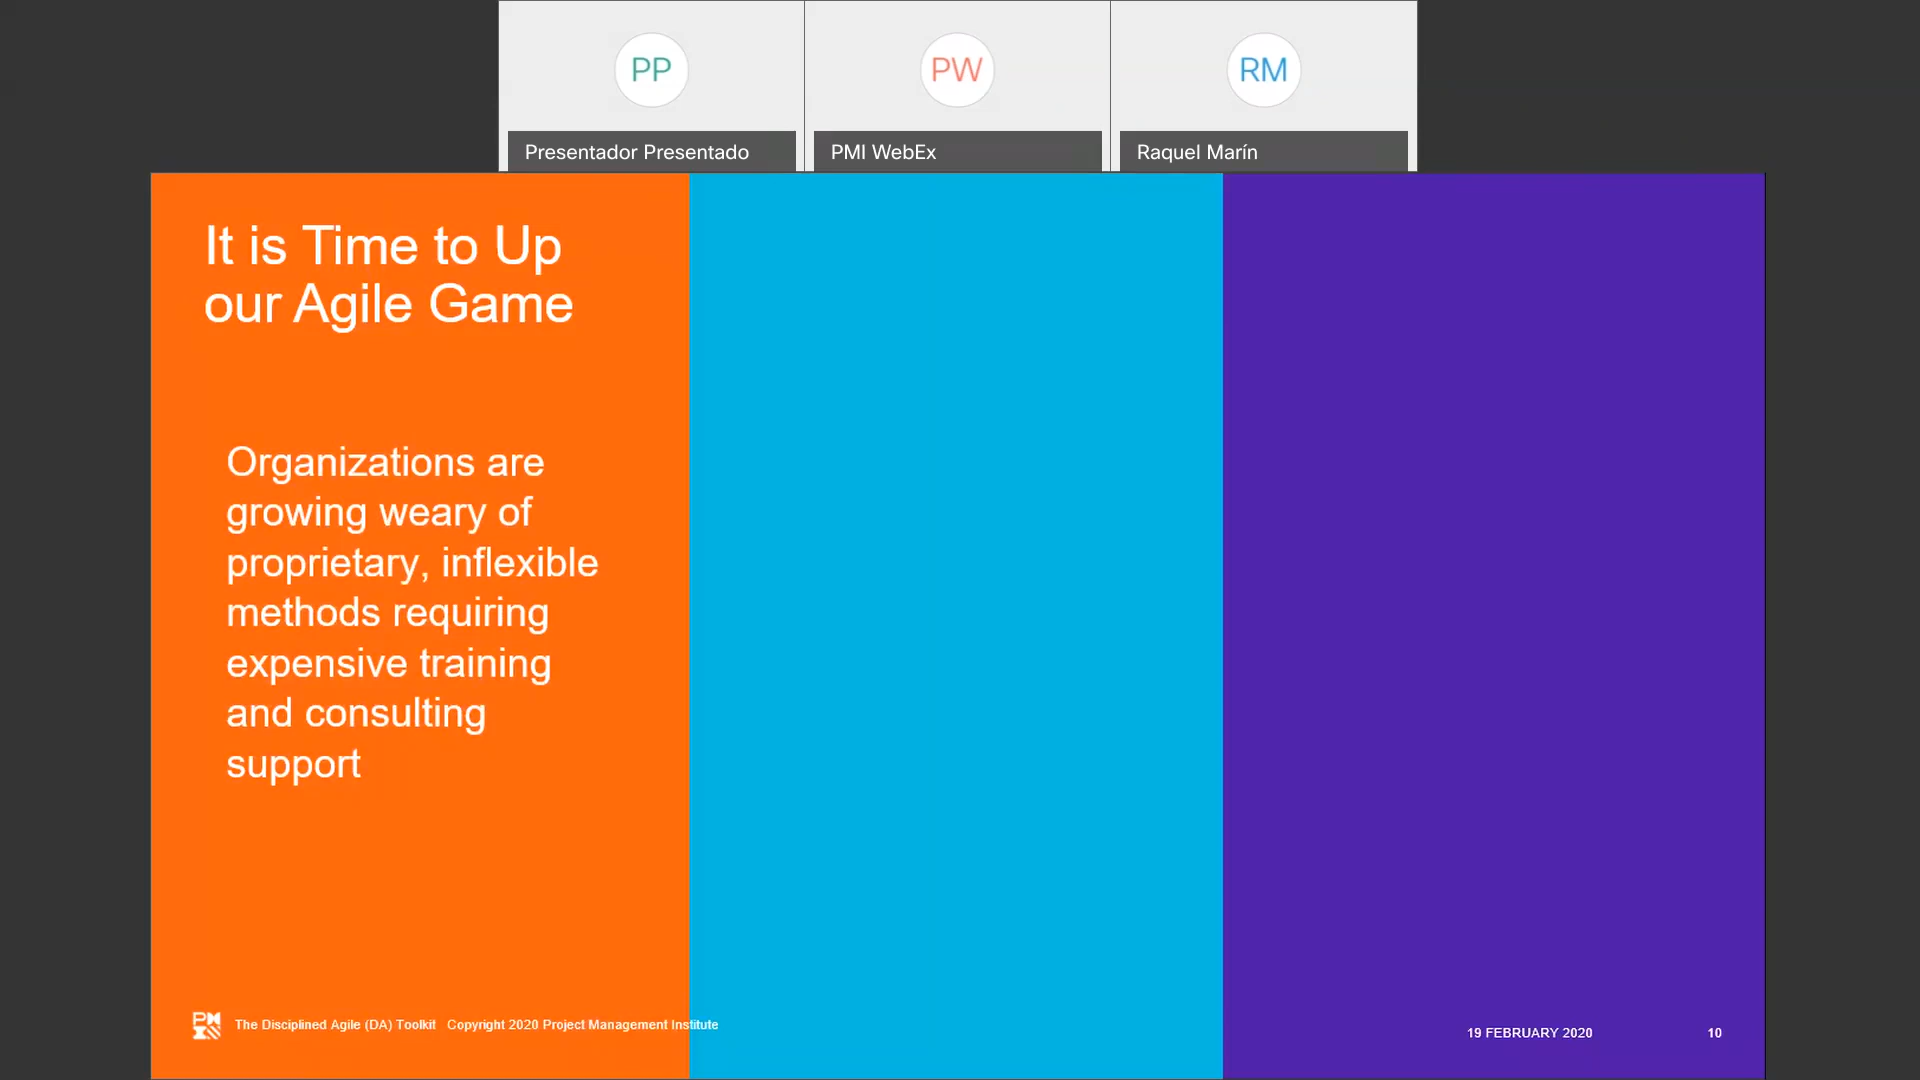 PP
PW
RM
Presentador Presentado
PMI WebEx
Raquel Marín
It is Time to Up
our Agile Game
Organizations are
growing weary of
proprietary, inflexible
methods requiring
expensive training
and consulting
support
The Disciplined Agile (DA) Toolkit Copyright 2020 Project Management Institute
19 FEBRUARY 2020
10